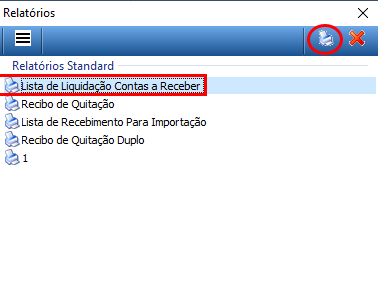 Relatórios
Relatórios Standard
Lista de Liquidação Contas a Receber
Recibo de Quitação
Lista de Recebimento Para Importação
Recibo de Quitação Duplo
1